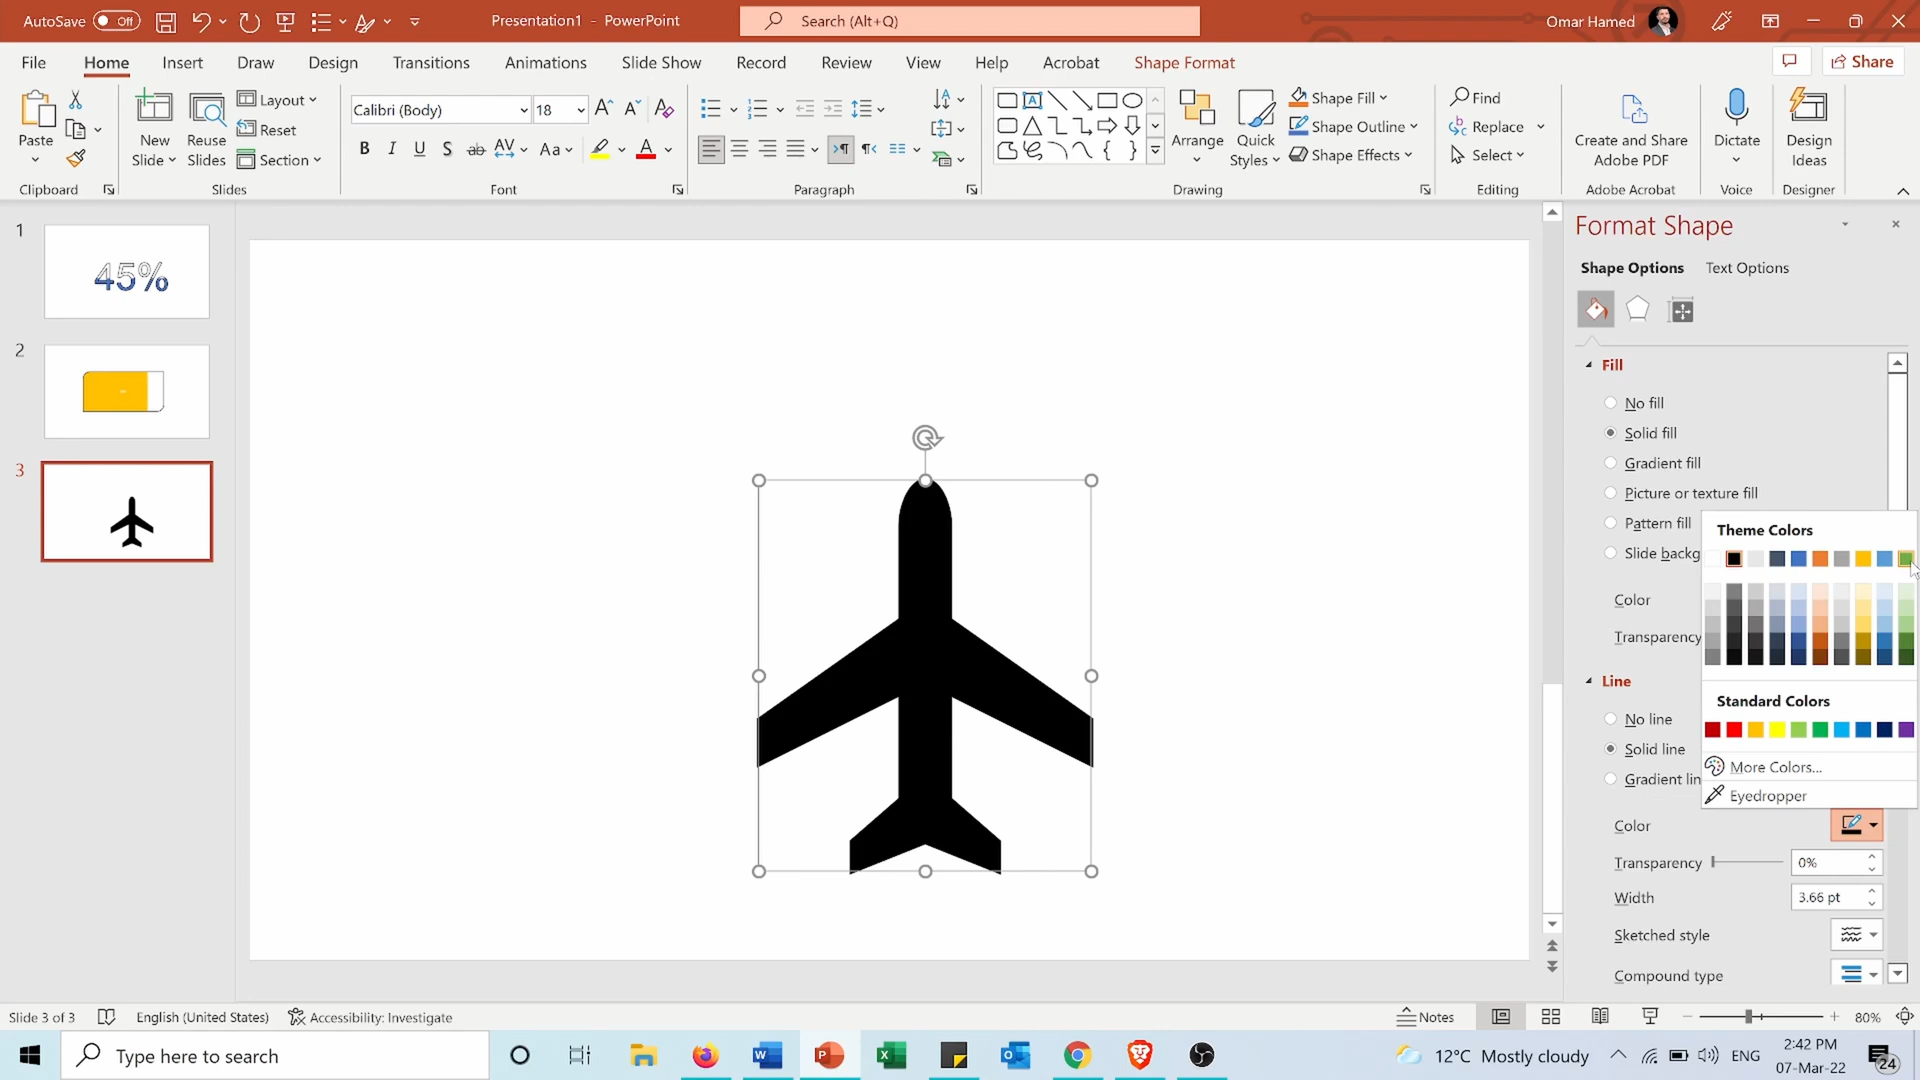 AutoSave Off Presentation1 - PowerPoint Search (Alt+Q) Omar Hamed
File Home Insert Draw Design Transitions Animations Slide Show Record Review View Help Acrobat Shape Format Share
Paste
Clipboard
New Slide
Reuse Slides
Layout
Reset
Section
Slides
Calibri (Body) 18
B I U S ab AV Aa A
Font
Paragraph
Arrange
Quick Styles
Shape Fill
Shape Outline
Shape Effects
Drawing
Find
Replace
Select
Editing
Create and Share Adobe PDF
Adobe Acrobat
Dictate
Voice
Design Ideas
Designer
1
45%
2
3
Format Shape
Shape Options Text Options
Fill
No fill
Solid fill
Gradient fill
Picture or texture fill
Pattern fill
Slide backg
Color
Transparency
Theme Colors
Standard Colors
More Colors...
Eyedropper
Line
No line
Solid line
Gradient lin
Color
Transparency 0%
Width 3.66 pt
Sketched style
Compound type
Slide 3 of 3 English (United States) Accessibility: Investigate Notes 80%
Type here to search 12°C Mostly cloudy ENG 2:42 PM
07-Mar-22 24